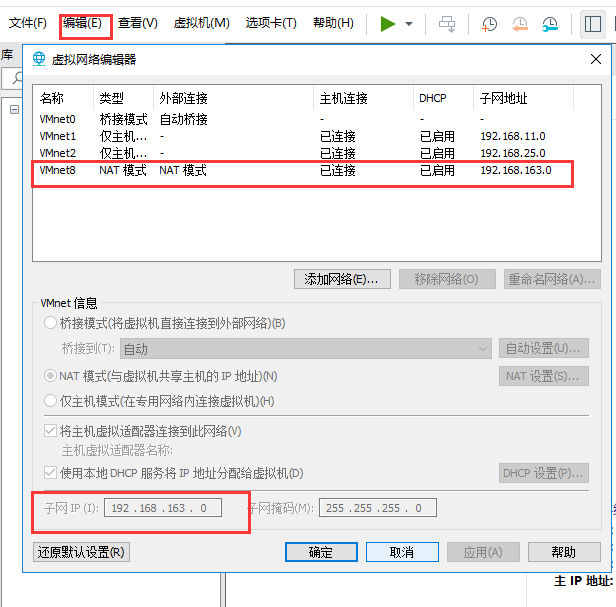 文件(F) 编辑(E) 查看(V) 虚拟机(M) 选项卡(T) 帮助(H)
库
虚拟网络编辑器
名称 类型 外部连接 主机连接 DHCP 子网地址
VMnet0 桥接模式 自动桥接 - - -
VMnet1 仅主机... - 已连接 已启用 192.168.11.0
VMnet2 仅主机... - 已连接 已启用 192.168.25.0
VMnet8 NAT 模式 NAT 模式 已连接 已启用 192.168.163.0
添加网络(E)... 移除网络(O) 重命名网络(A)...
VMnet 信息
桥接模式(将虚拟机直接连接到外部网络)(B)
桥接到(T): 自动 自动设置(U)...
NAT 模式(与虚拟机共享主机的 IP 地址)(N) NAT 设置(S)...
仅主机模式(在专用网络内连接虚拟机)(H)
将主机虚拟适配器连接到此网络(V)
主机虚拟适配器名称:
使用本地 DHCP 服务将 IP 地址分配给虚拟机(D) DHCP 设置(P)...
子网 IP (I): 192 . 168 . 163 . 0 子网掩码(M): 255 . 255 . 255 . 0
还原默认设置(R) 确定 取消 应用(A) 帮助
主 IP 地址: